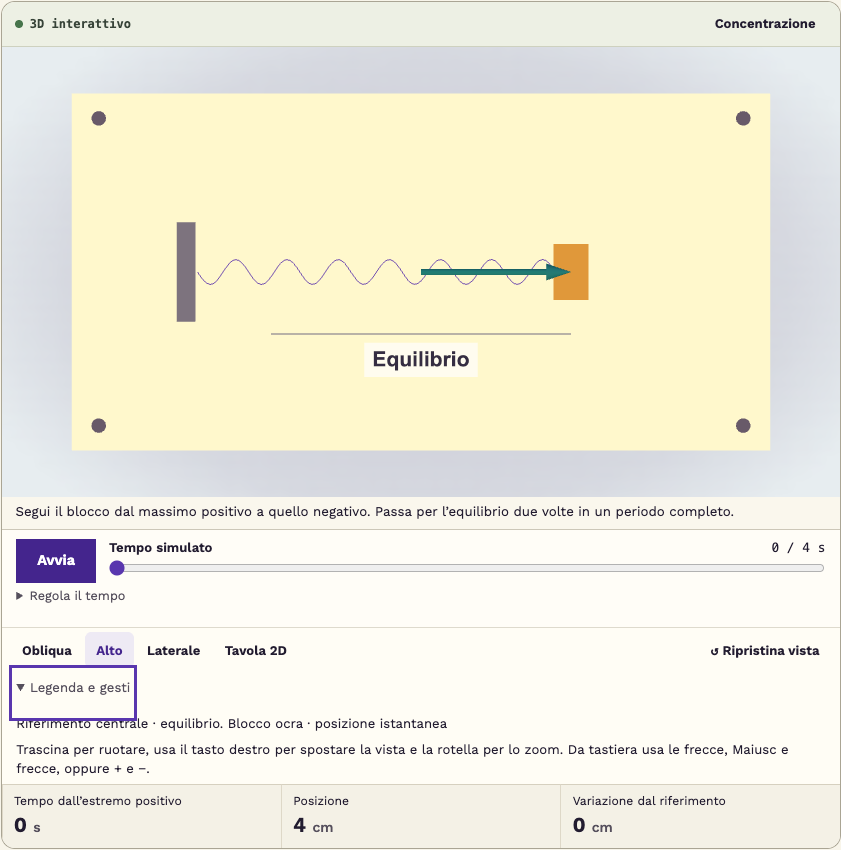 3D interattivo
Concentrazione
Equilibrio
Segui il blocco dal massimo positivo a quello negativo. Passa per l’equilibrio due volte in un periodo completo.
Avvia
Tempo simulato
0 / 4 s
▶ Regola il tempo
Obliqua
Alto
Laterale
Tavola 2D
↺ Ripristina vista
▼ Legenda e gesti
Riferimento centrale · equilibrio. Blocco ocra · posizione istantanea
Trascina per ruotare, usa il tasto destro per spostare la vista e la rotella per lo zoom. Da tastiera usa le frecce, Maiusc e
frecce, oppure + e −.
Tempo dall’estremo positivo
0 s
Posizione
4 cm
Variazione dal riferimento
0 cm